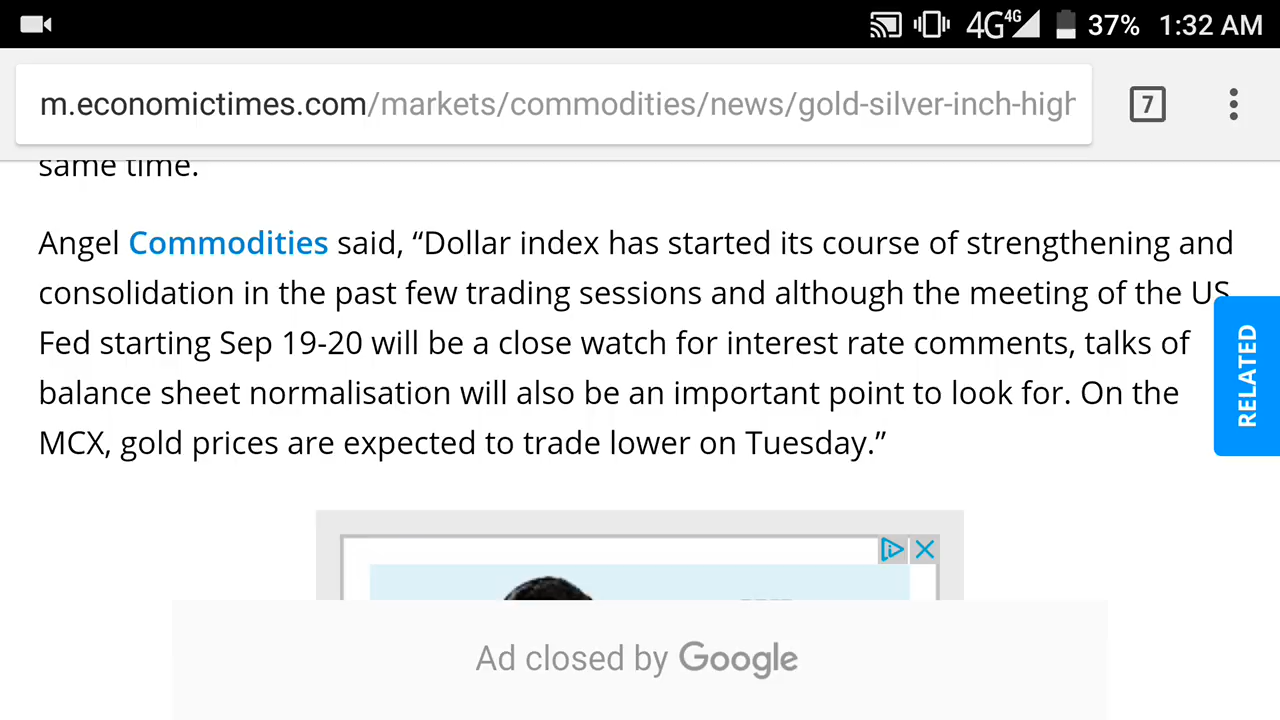 4G 4G 37% 1:32 AM
m.economictimes.com/markets/commodities/news/gold-silver-inch-high
7
same time.
Angel Commodities said, “Dollar index has started its course of strengthening and
consolidation in the past few trading sessions and although the meeting of the US
Fed starting Sep 19-20 will be a close watch for interest rate comments, talks of
balance sheet normalisation will also be an important point to look for. On the
MCX, gold prices are expected to trade lower on Tuesday.”
RELATED
Ad closed by Google